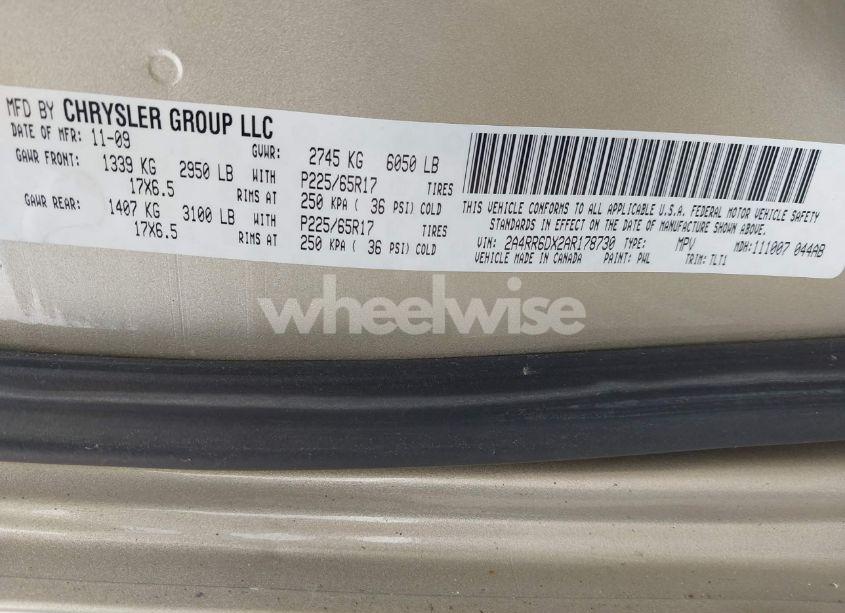 MFD BY CHRYSLER GROUP LLC
DATE OF MFR: 11-09 GVWR: 2745 KG 6050 LB
GAWR FRONT: 1339 KG 2950 LB WITH P225/65R17 TIRES
17X6.5 RIMS AT 250 KPA ( 36 PSI) COLD
GAWR REAR: 1407 KG 3100 LB WITH P225/65R17 TIRES
17X6.5 RIMS AT 250 KPA ( 36 PSI) COLD
THIS VEHICLE CONFORMS TO ALL APPLICABLE U.S.A. FEDERAL MOTOR VEHICLE SAFETY
STANDARDS IN EFFECT ON THE DATE OF MANUFACTURE SHOWN ABOVE.
VIN: 2A4RR6DX2AR178730 TYPE: MPV MDH:111007 044AB
VEHICLE MADE IN CANADA PAINT: PWL TRIM: TLT1
wheelwise